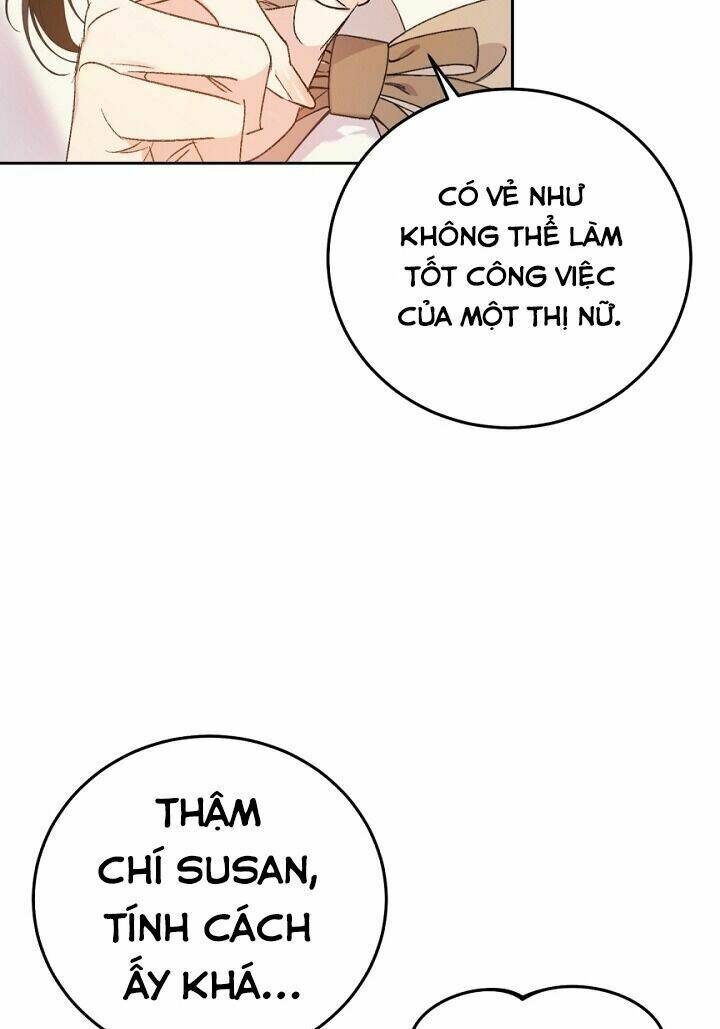 CÓ VẺ NHƯ
KHÔNG THỂ LÀM
TỐT CÔNG VIỆC
CỦA MỘT THỊ NỮ.
THẬM
CHÍ SUSAN,
TÍNH CÁCH
ẤY KHÁ...